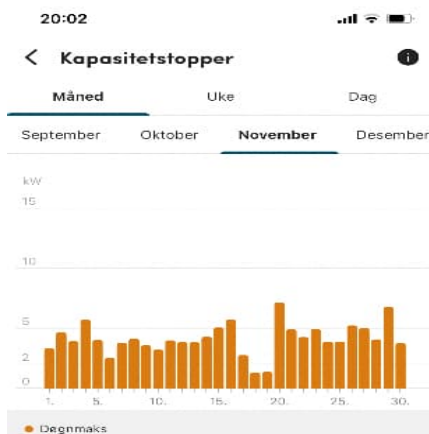 20:02
Kapasitetstopper
Måned Uke Dag
September Oktober November Desember
kW
15
10
5
2
0
1. 5. 10. 15. 20. 25. 30.
Døgnmaks